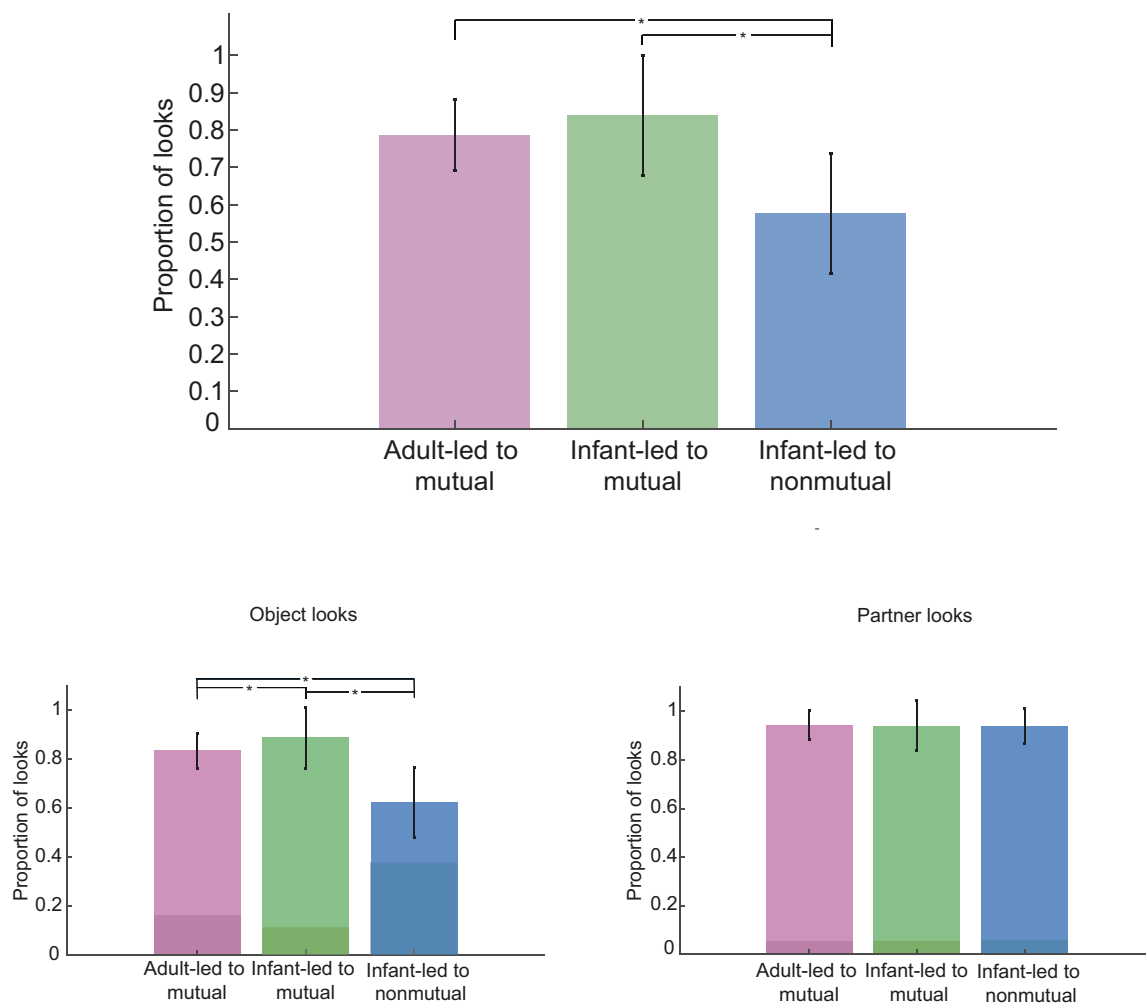 *
*
Proportion of looks
1
0.9
0.8
0.7
0.6
0.5
0.4
0.3
0.2
0.1
0
Adult-led to
mutual
Infant-led to
mutual
Infant-led to
nonmutual
Object looks
*
*
*
Proportion of looks
1
0.8
0.6
0.4
0.2
0
Adult-led to
mutual
Infant-led to
mutual
Infant-led to
nonmutual
Partner looks
Proportion of looks
1
0.8
0.6
0.4
0.2
0
Adult-led to
mutual
Infant-led to
mutual
Infant-led to
nonmutual